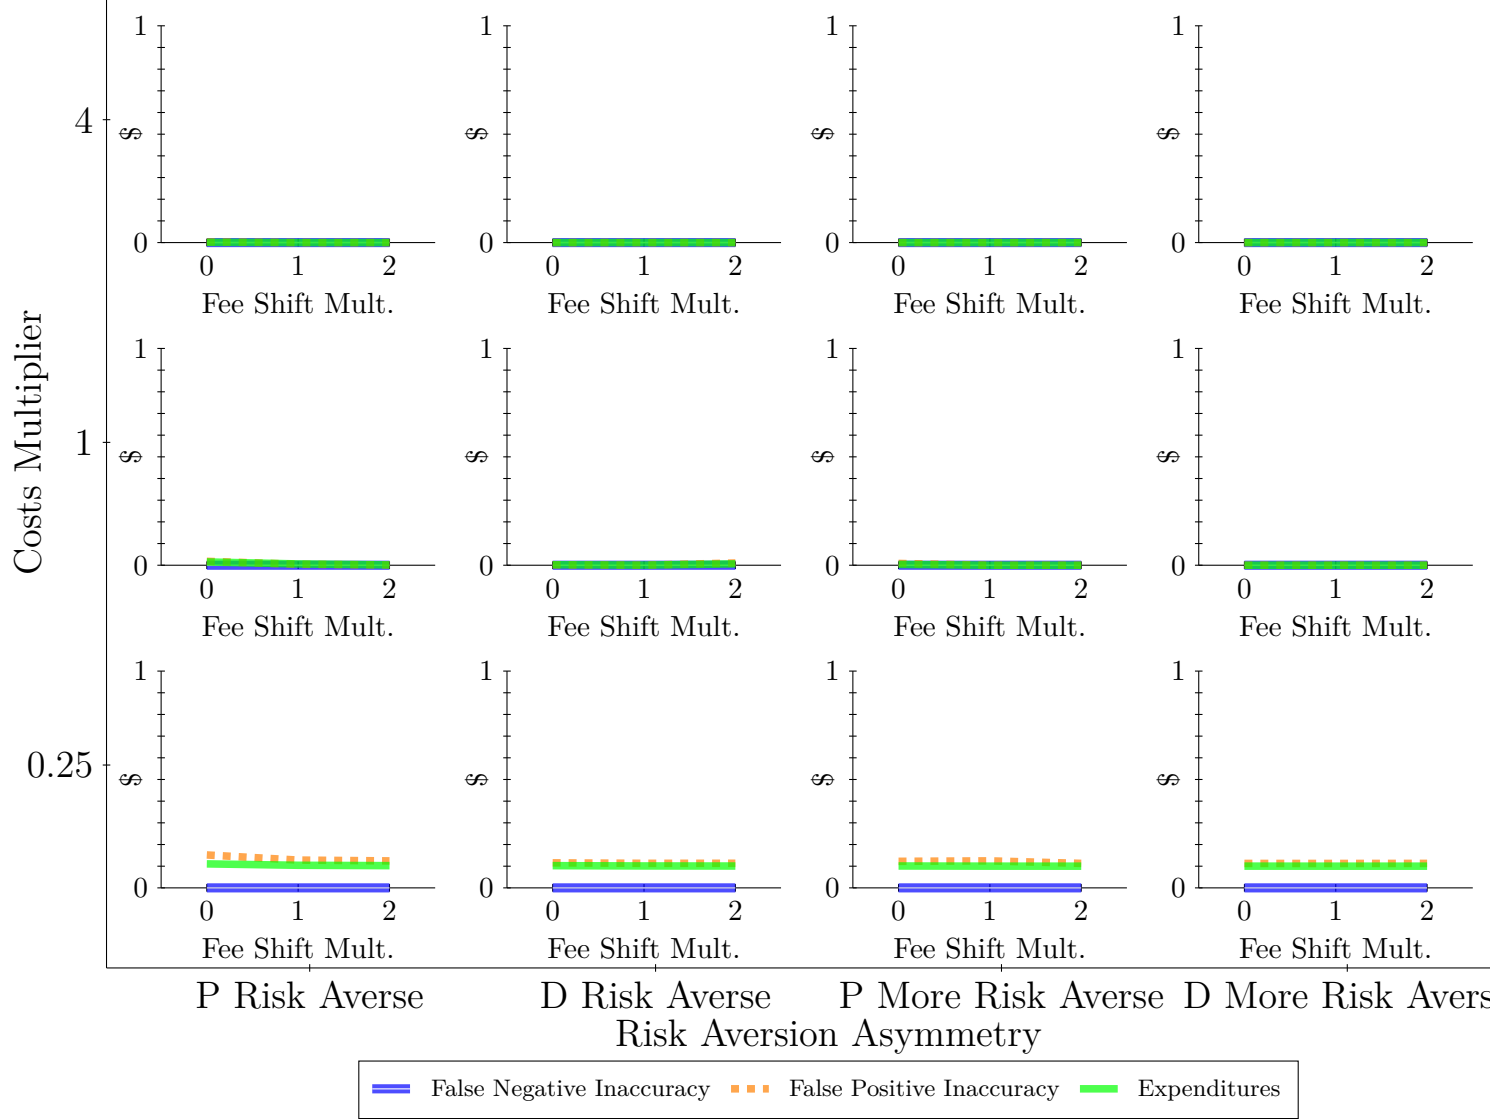 Costs Multiplier
4
1
$
0
0 1 2
Fee Shift Mult.
1
$
0
0 1 2
Fee Shift Mult.
1
$
0
0 1 2
Fee Shift Mult.
1
$
0
0 1 2
Fee Shift Mult.
1
1
$
0
0 1 2
Fee Shift Mult.
1
$
0
0 1 2
Fee Shift Mult.
1
$
0
0 1 2
Fee Shift Mult.
1
$
0
0 1 2
Fee Shift Mult.
0.25
1
$
0
0 1 2
Fee Shift Mult.
1
$
0
0 1 2
Fee Shift Mult.
1
$
0
0 1 2
Fee Shift Mult.
1
$
0
0 1 2
Fee Shift Mult.
P Risk Averse
D Risk Averse
P More Risk Averse
D More Risk Avers
Risk Aversion Asymmetry
False Negative Inaccuracy
False Positive Inaccuracy
Expenditures